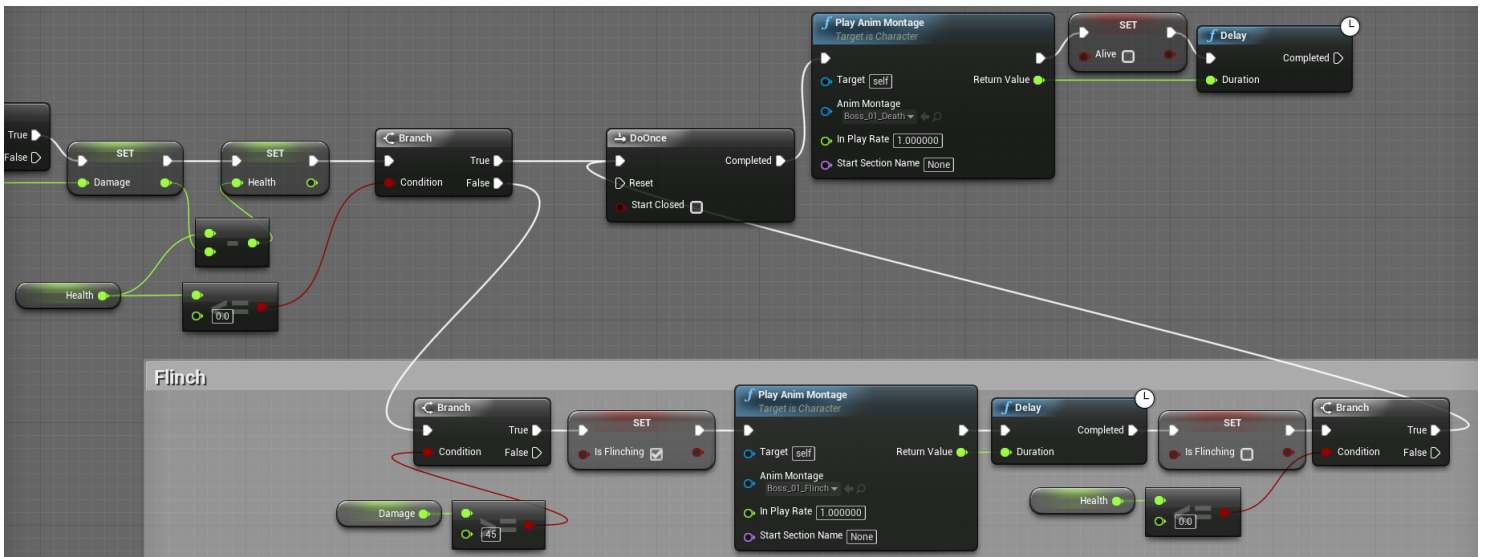 Play Anim Montage
Target is Character
Target self
Return Value
Anim Montage
Boss_01_Death
In Play Rate 1.000000
Start Section Name None
SET
Alive
Delay
Completed
Duration
True
False
SET
Damage
SET
Health
Branch
True
Condition
False
DoOnce
Completed
Reset
Start Closed
-
Health
<=
0.0
Flinch
Branch
True
Condition
False
Damage
>=
45
SET
Is Flinching
Play Anim Montage
Target is Character
Target self
Return Value
Anim Montage
Boss_01_Flinch
In Play Rate 1.000000
Start Section Name None
Delay
Completed
Duration
SET
Is Flinching
Health
<=
0.0
Branch
True
Condition
False